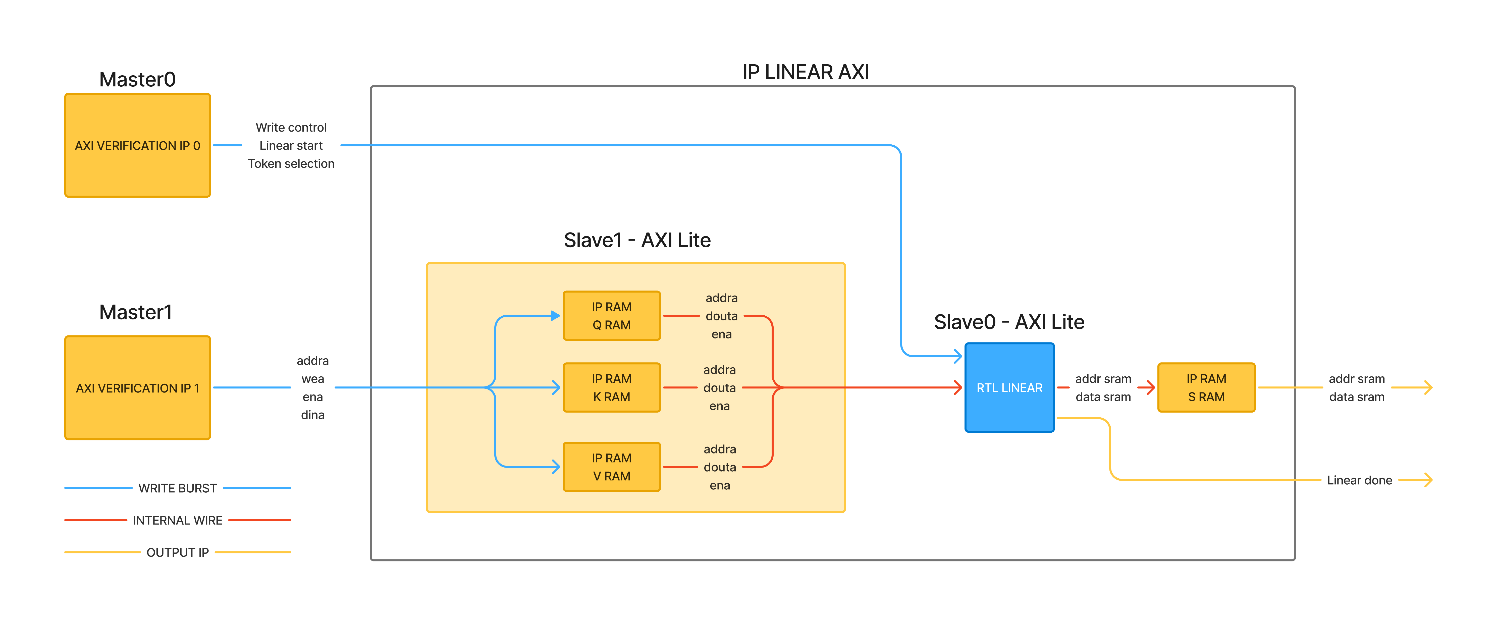 IP LINEAR AXI
Master0
AXI VERIFICATION IP 0
Write control
Linear start
Token selection
Slave1 - AXI Lite
Master1
AXI VERIFICATION IP 1
addra
wea
ena
dina
IP RAM
Q RAM
addra
douta
ena
IP RAM
K RAM
addra
douta
ena
IP RAM
V RAM
addra
douta
ena
Slave0 - AXI Lite
RTL LINEAR
addr sram
data sram
IP RAM
S RAM
addr sram
data sram
Linear done
WRITE BURST
INTERNAL WIRE
OUTPUT IP